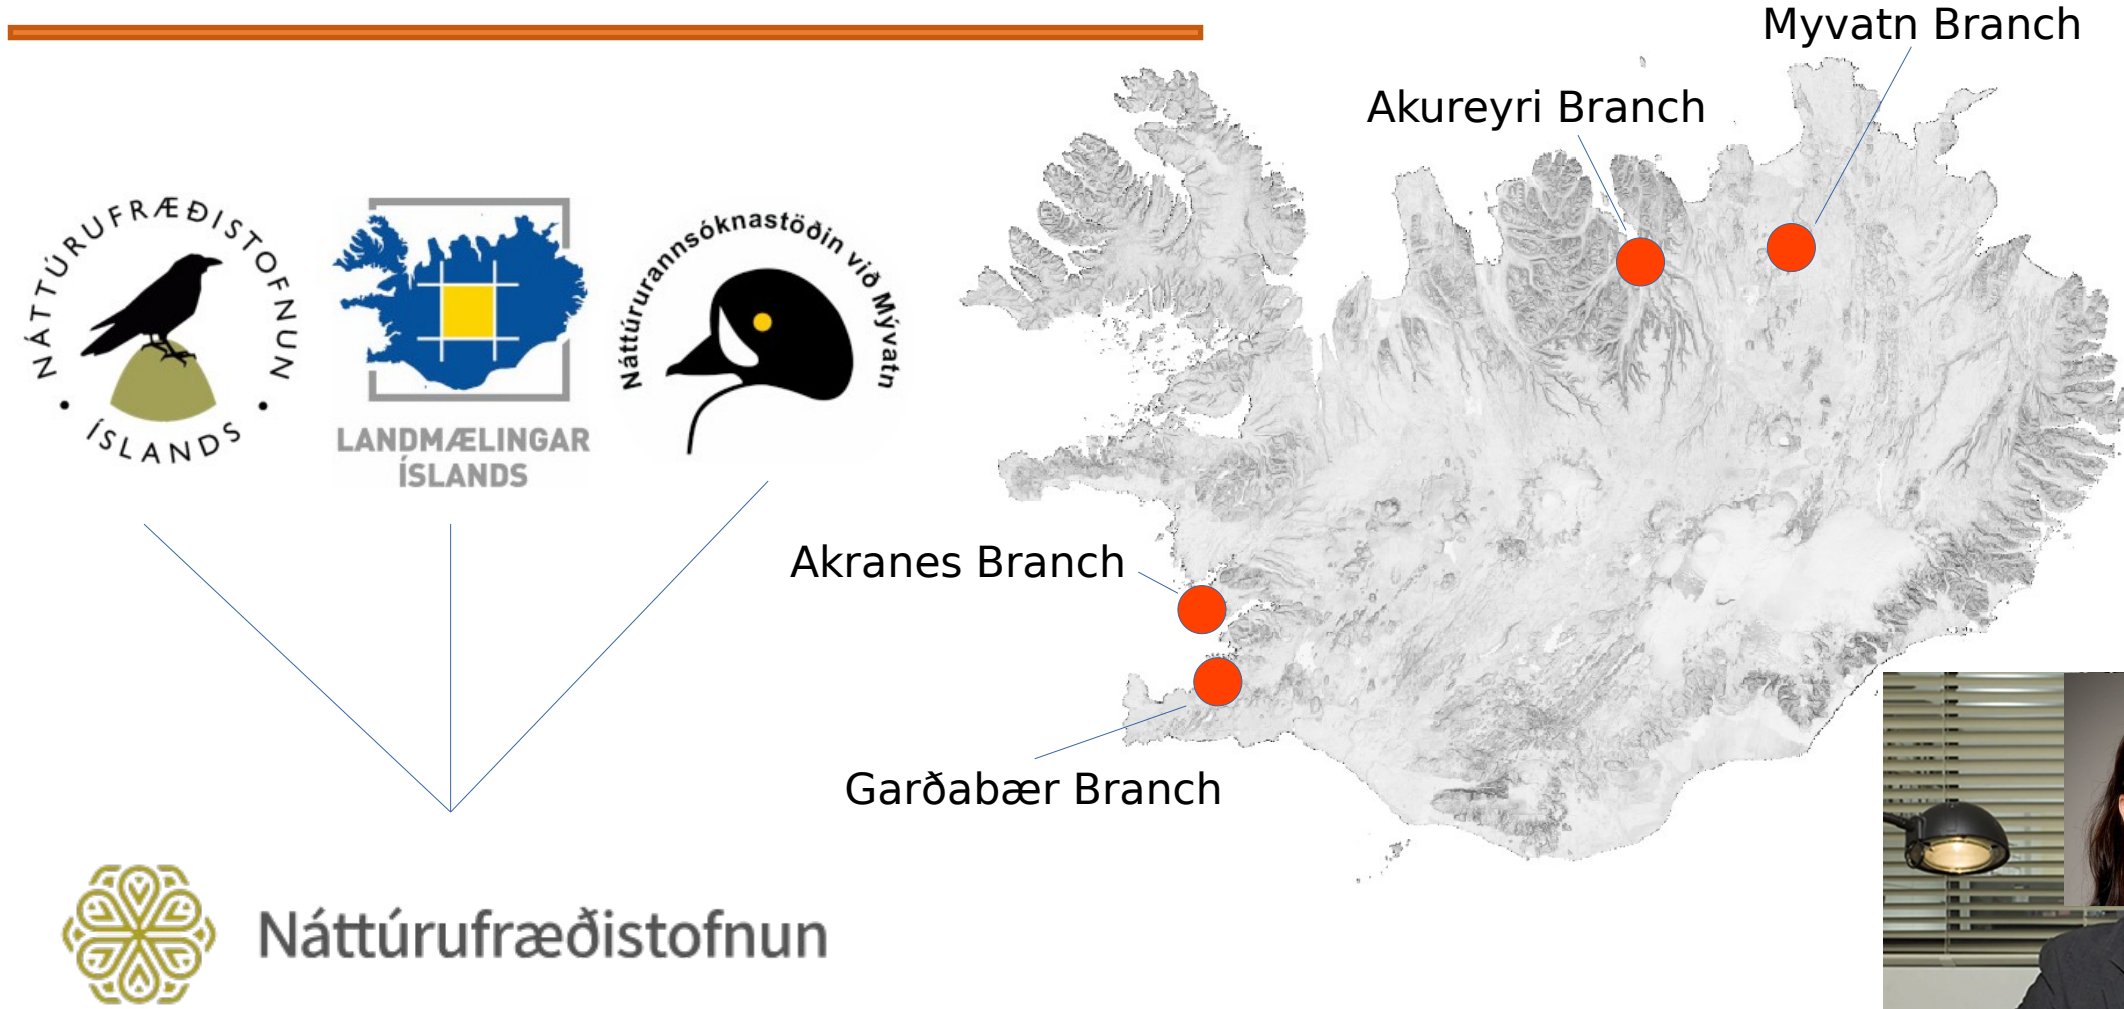 Myvatn Branch
Akureyri Branch
NÁTTÚRUFRÆÐISTOFNUN
• ÍSLANDS •
LANDMÆLINGAR
ÍSLANDS
Náttúrurannsóknastöðin við Mývatn
Akranes Branch
Garðabær Branch
Náttúrufræðistofnun